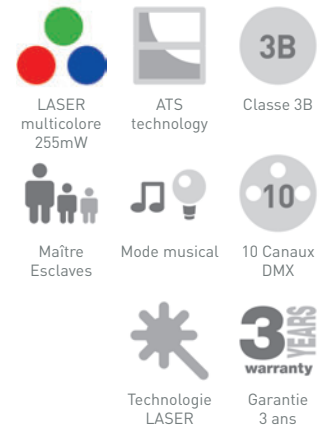 LASER
multicolore
255mW
ATS
technology
3B
Classe 3B
Maître
Esclaves
Mode musical
10
10 Canaux
DMX
Technologie
LASER
3 YEARS
warranty
Garantie
3 ans